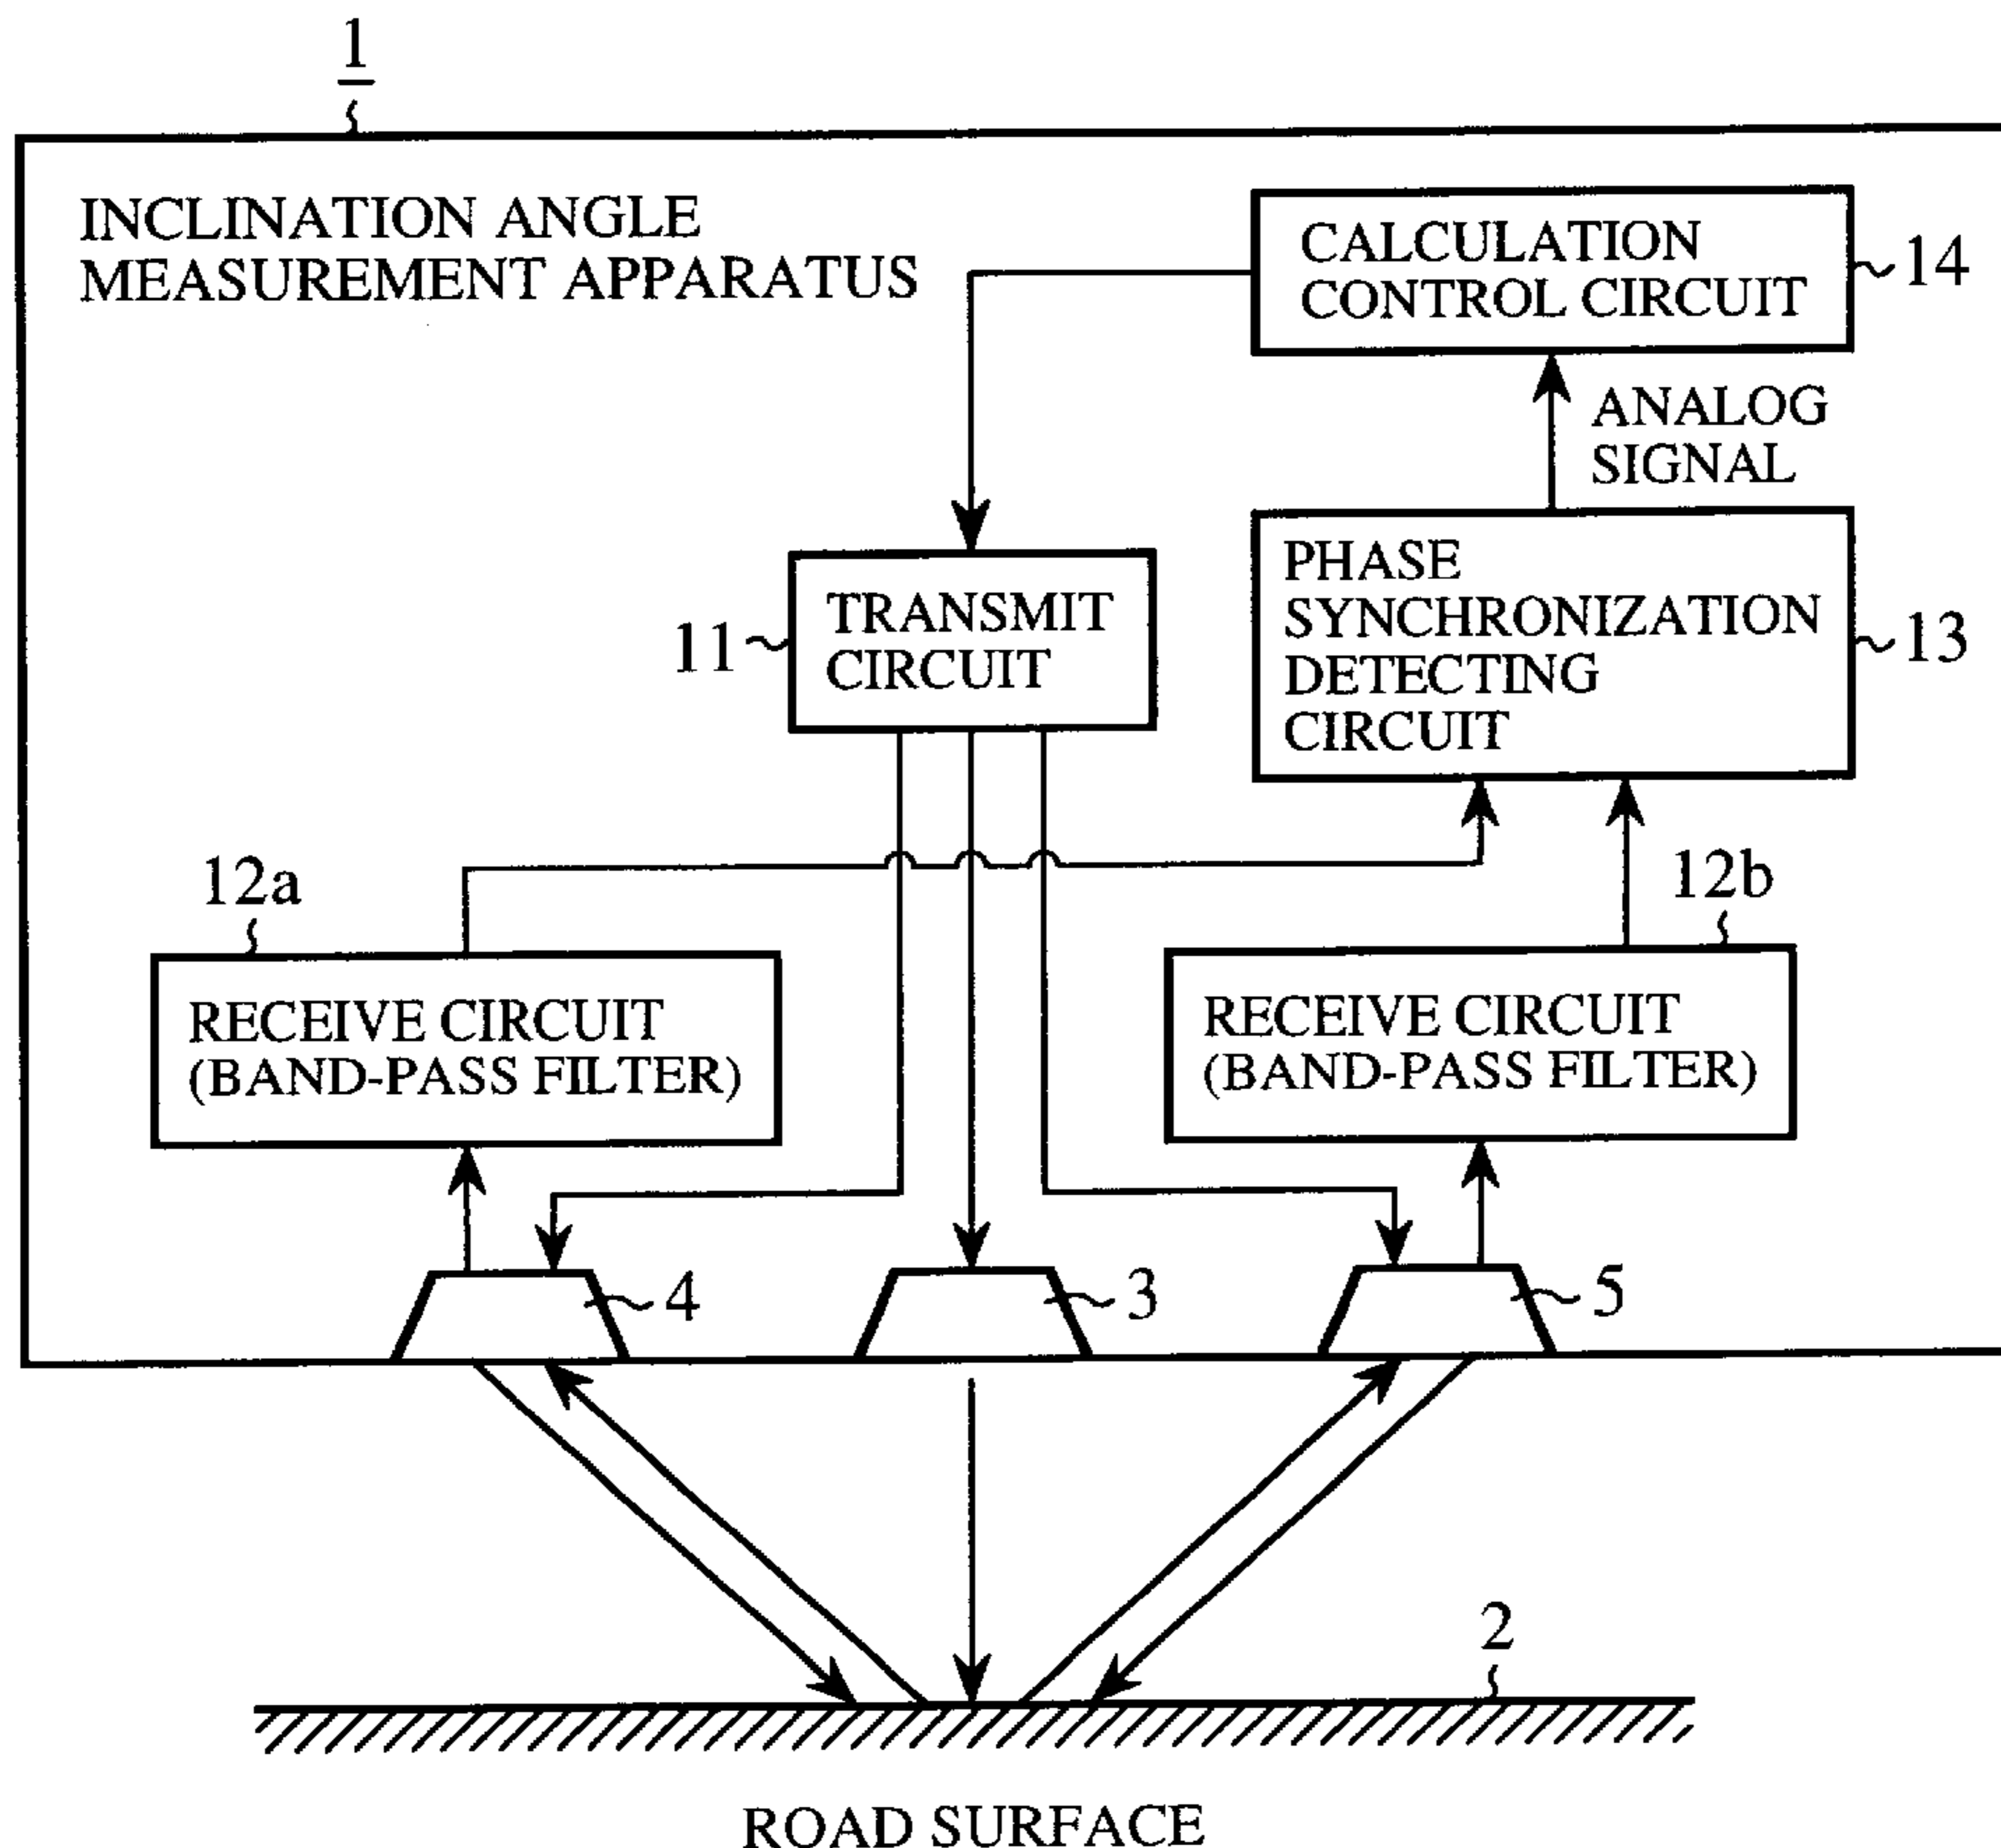 1
INCLINATION ANGLE
MEASUREMENT APPARATUS
CALCULATION
CONTROL CIRCUIT
14
ANALOG
SIGNAL
PHASE
SYNCHRONIZATION
DETECTING
CIRCUIT
13
11
TRANSMIT
CIRCUIT
12a
12b
RECEIVE CIRCUIT
(BAND-PASS FILTER)
RECEIVE CIRCUIT
(BAND-PASS FILTER)
4
3
5
2
ROAD SURFACE